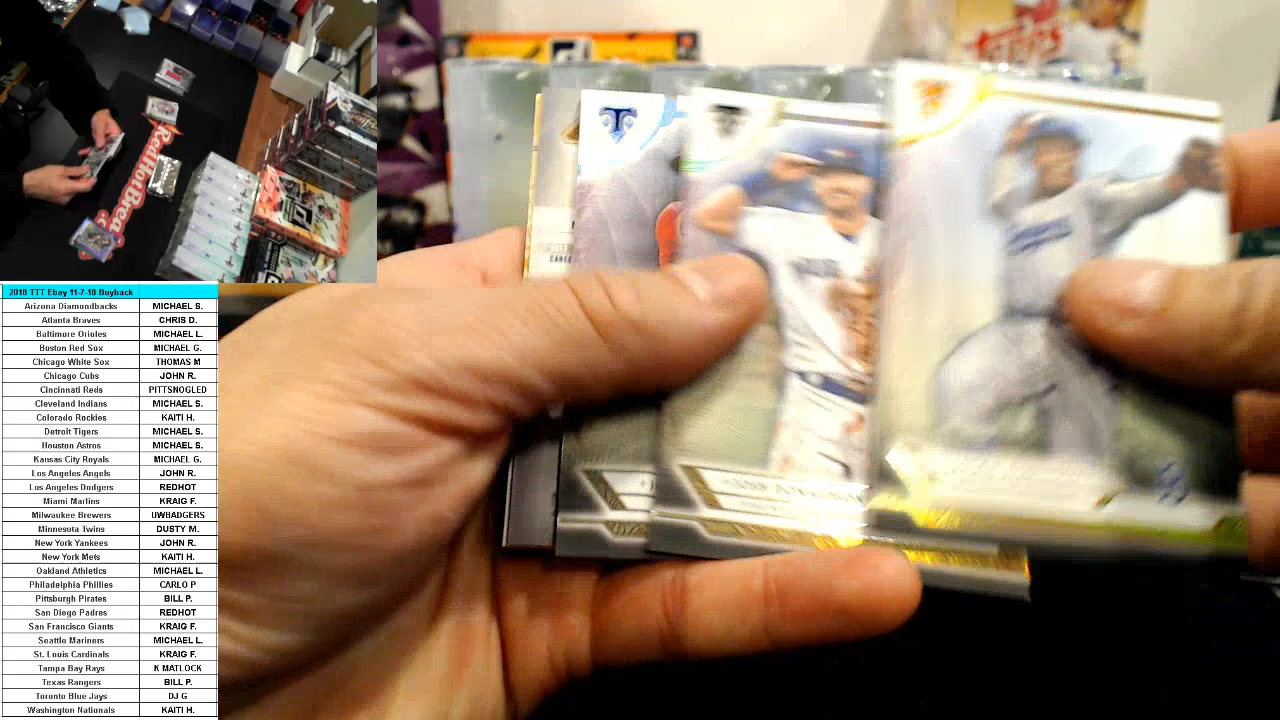 RedHotBrea
TOPPS
CAREE
2018 TTT Ebay 11-7-18 Buyback
Arizona Diamondbacks MICHAEL S.
Atlanta Braves CHRIS D.
Baltimore Orioles MICHAEL L.
Boston Red Sox MICHAEL G.
Chicago White Sox THOMAS M
Chicago Cubs JOHN R.
Cincinnati Reds PITTSNOGLED
Cleveland Indians MICHAEL S.
Colorado Rockies KAITI H.
Detroit Tigers MICHAEL S.
Houston Astros MICHAEL S.
Kansas City Royals MICHAEL G.
Los Angeles Angels JOHN R.
Los Angeles Dodgers REDHOT
Miami Marlins KRAIG F.
Milwaukee Brewers UWBADGERS
Minnesota Twins DUSTY M.
New York Yankees JOHN R.
New York Mets KAITI H.
Oakland Athletics MICHAEL L.
Philadelphia Phillies CARLO P
Pittsburgh Pirates BILL P.
San Diego Padres REDHOT
San Francisco Giants KRAIG F.
Seattle Mariners MICHAEL L.
St. Louis Cardinals KRAIG F.
Tampa Bay Rays K MATLOCK
Texas Rangers BILL P.
Toronto Blue Jays DJ G
Washington Nationals KAITI H.